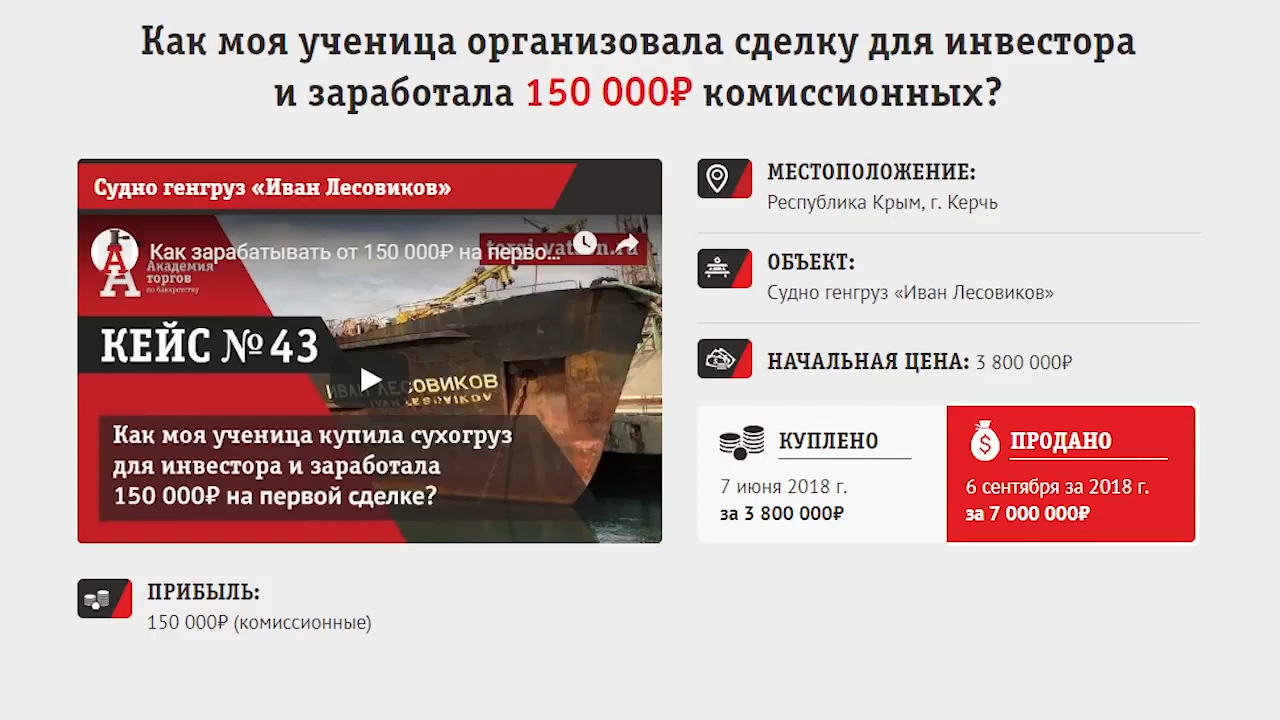 Как моя ученица организовала сделку для инвестора
и заработала 150 000₽ комиссионных?
Судно генгруз «Иван Лесовиков»
Как зарабатывать от 150 000₽ на перво...
Академия
торгов
по банкротству
КЕЙС №43
ИВАН ЛЕСОВИКОВ
IVAN LESOVIKOV
Как моя ученица купила сухогруз
для инвестора и заработала
150 000₽ на первой сделке?
МЕСТОПОЛОЖЕНИЕ:
Республика Крым, г. Керчь
ОБЪЕКТ:
Судно генгруз «Иван Лесовиков»
НАЧАЛЬНАЯ ЦЕНА: 3 800 000₽
КУПЛЕНО
7 июня 2018 г.
за 3 800 000₽
ПРОДАНО
6 сентября за 2018 г.
за 7 000 000₽
ПРИБЫЛЬ:
150 000₽ (комиссионные)